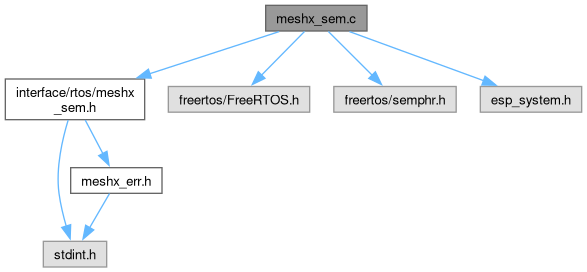 meshx_sem.c
interface/rtos/meshx
_sem.h
freertos/FreeRTOS.h
freertos/semphr.h
esp_system.h
meshx_err.h
stdint.h